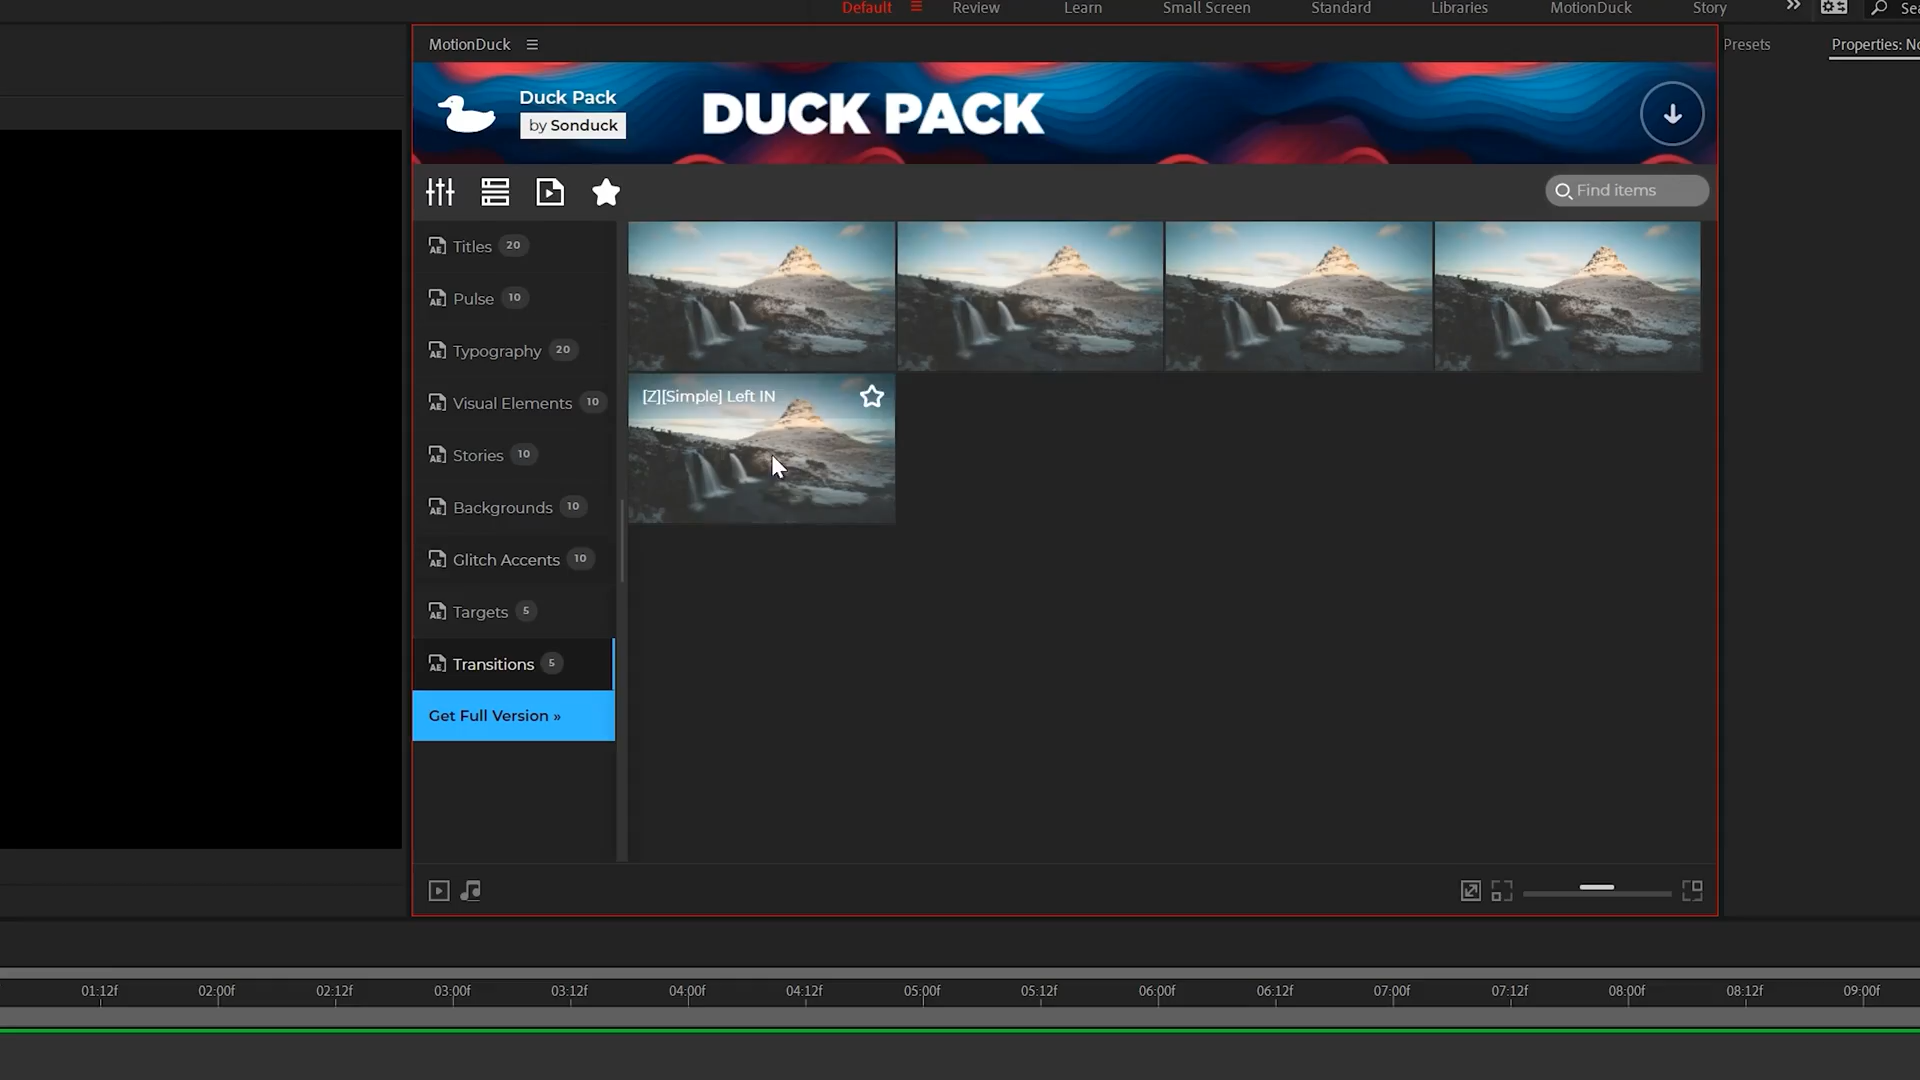 Default Review Learn Small Screen Standard Libraries MotionDuck Story
MotionDuck
Presets
Properties: No
Duck Pack
by Sonduck
DUCK PACK
Find items
Titles 20
Pulse 10
Typography 20
Visual Elements 10
Stories 10
Backgrounds 10
Glitch Accents 10
Targets 5
Transitions 5
Get Full Version »
[Z][Simple] Left IN
01:12f 02:00f 02:12f 03:00f 03:12f 04:00f 04:12f 05:00f 05:12f 06:00f 06:12f 07:00f 07:12f 08:00f 08:12f 09:00f